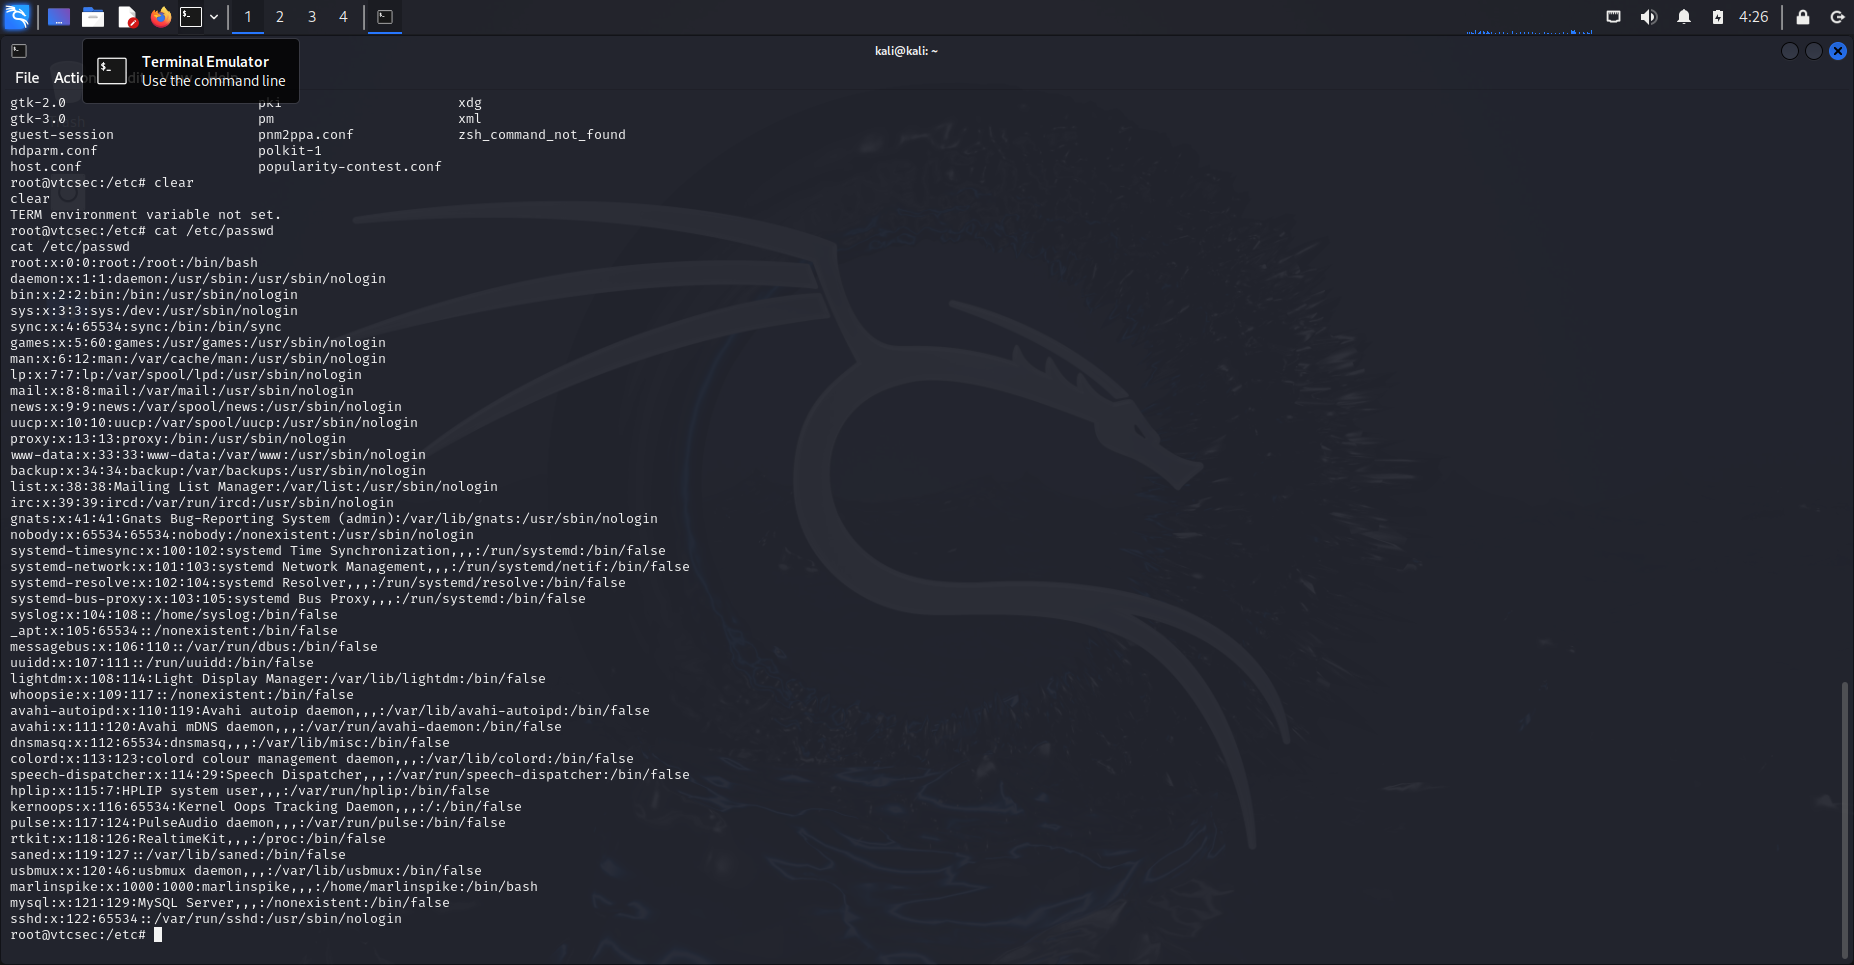 1 2 3 4 4:26
kali@kali: ~
Terminal Emulator
Use the command line
File Action
gtk-2.0 pki xdg
gtk-3.0 pm xml
guest-session pnm2ppa.conf zsh_command_not_found
hdparm.conf polkit-1
host.conf popularity-contest.conf
root@vtcsec:/etc# clear
clear
TERM environment variable not set.
root@vtcsec:/etc# cat /etc/passwd
cat /etc/passwd
root:x:0:0:root:/root:/bin/bash
daemon:x:1:1:daemon:/usr/sbin:/usr/sbin/nologin
bin:x:2:2:bin:/bin:/usr/sbin/nologin
sys:x:3:3:sys:/dev:/usr/sbin/nologin
sync:x:4:65534:sync:/bin:/bin/sync
games:x:5:60:games:/usr/games:/usr/sbin/nologin
man:x:6:12:man:/var/cache/man:/usr/sbin/nologin
lp:x:7:7:lp:/var/spool/lpd:/usr/sbin/nologin
mail:x:8:8:mail:/var/mail:/usr/sbin/nologin
news:x:9:9:news:/var/spool/news:/usr/sbin/nologin
uucp:x:10:10:uucp:/var/spool/uucp:/usr/sbin/nologin
proxy:x:13:13:proxy:/bin:/usr/sbin/nologin
www-data:x:33:33:www-data:/var/www:/usr/sbin/nologin
backup:x:34:34:backup:/var/backups:/usr/sbin/nologin
list:x:38:38:Mailing List Manager:/var/list:/usr/sbin/nologin
irc:x:39:39:ircd:/var/run/ircd:/usr/sbin/nologin
gnats:x:41:41:Gnats Bug-Reporting System (admin):/var/lib/gnats:/usr/sbin/nologin
nobody:x:65534:65534:nobody:/nonexistent:/usr/sbin/nologin
systemd-timesync:x:100:102:systemd Time Synchronization,,,:/run/systemd:/bin/false
systemd-network:x:101:103:systemd Network Management,,,:/run/systemd/netif:/bin/false
systemd-resolve:x:102:104:systemd Resolver,,,:/run/systemd/resolve:/bin/false
systemd-bus-proxy:x:103:105:systemd Bus Proxy,,,:/run/systemd:/bin/false
syslog:x:104:108::/home/syslog:/bin/false
_apt:x:105:65534::/nonexistent:/bin/false
messagebus:x:106:110::/var/run/dbus:/bin/false
uuidd:x:107:111::/run/uuidd:/bin/false
lightdm:x:108:114:Light Display Manager:/var/lib/lightdm:/bin/false
whoopsie:x:109:117::/nonexistent:/bin/false
avahi-autoipd:x:110:119:Avahi autoip daemon,,,:/var/lib/avahi-autoipd:/bin/false
avahi:x:111:120:Avahi mDNS daemon,,,:/var/run/avahi-daemon:/bin/false
dnsmasq:x:112:65534:dnsmasq,,,:/var/lib/misc:/bin/false
colord:x:113:123:colord colour management daemon,,,:/var/lib/colord:/bin/false
speech-dispatcher:x:114:29:Speech Dispatcher,,,:/var/run/speech-dispatcher:/bin/false
hplip:x:115:7:HPLIP system user,,,:/var/run/hplip:/bin/false
kernoops:x:116:65534:Kernel Oops Tracking Daemon,,,:/:/bin/false
pulse:x:117:124:PulseAudio daemon,,,:/var/run/pulse:/bin/false
rtkit:x:118:126:RealtimeKit,,,:/proc:/bin/false
saned:x:119:127::/var/lib/saned:/bin/false
usbmux:x:120:46:usbmux daemon,,,:/var/lib/usbmux:/bin/false
marlinspike:x:1000:1000:marlinspike,,,:/home/marlinspike:/bin/bash
mysql:x:121:129:MySQL Server,,,:/nonexistent:/bin/false
sshd:x:122:65534::/var/run/sshd:/usr/sbin/nologin
root@vtcsec:/etc#